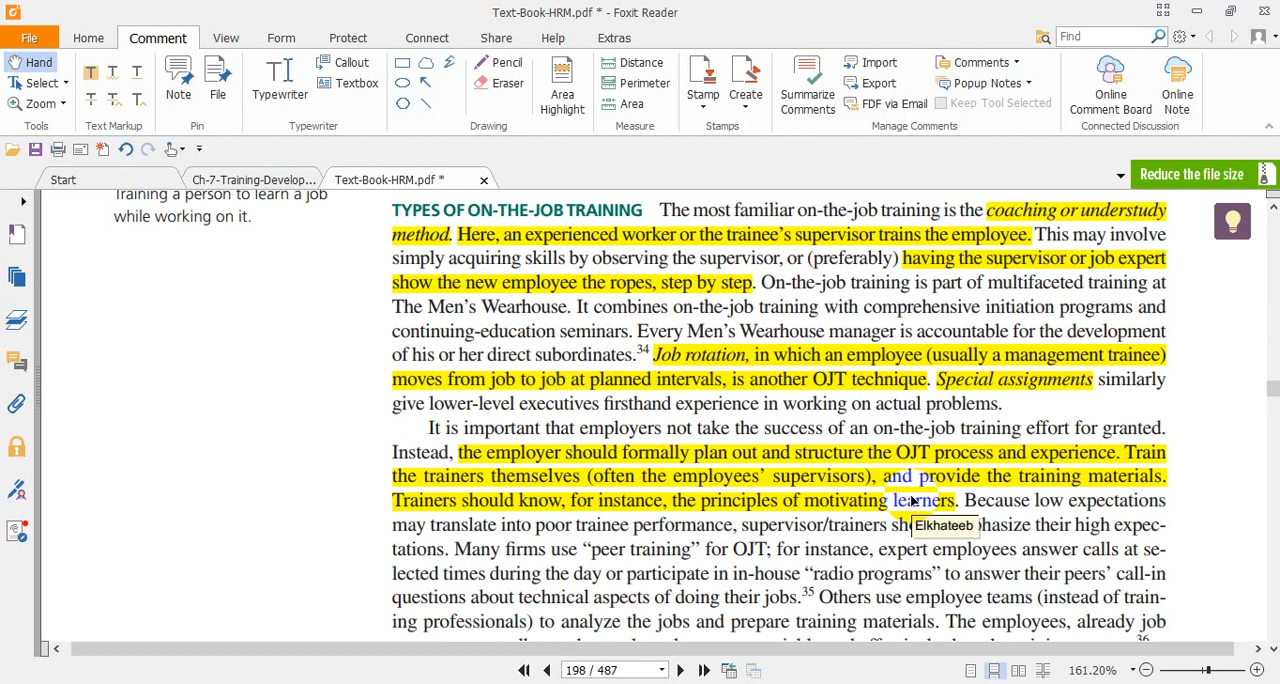 Text-Book-HRM.pdf * - Foxit Reader
File Home Comment View Form Protect Connect Share Help Extras Find
Hand
Select
Zoom
Tools
Text Markup
Note
File
Pin
Typewriter
Callout
Textbox
Typewriter
Drawing
Pencil
Eraser
Area
Highlight
Distance
Perimeter
Area
Measure
Stamp
Create
Stamps
Summarize
Comments
Import
Export
FDF via Email
Comments
Popup Notes
Keep Tool Selected
Manage Comments
Online
Comment Board
Online
Note
Connected Discussion
Start Ch-7-Training-Develop... Text-Book-HRM.pdf *
Reduce the file size
Training a person to learn a job
while working on it.
TYPES OF ON-THE-JOB TRAINING The most familiar on-the-job training is the coaching or understudy
method. Here, an experienced worker or the trainee's supervisor trains the employee. This may involve
simply acquiring skills by observing the supervisor, or (preferably) having the supervisor or job expert
show the new employee the ropes, step by step. On-the-job training is part of multifaceted training at
The Men's Wearhouse. It combines on-the-job training with comprehensive initiation programs and
continuing-education seminars. Every Men's Wearhouse manager is accountable for the development
of his or her direct subordinates.34 Job rotation, in which an employee (usually a management trainee)
moves from job to job at planned intervals, is another OJT technique. Special assignments similarly
give lower-level executives firsthand experience in working on actual problems.
It is important that employers not take the success of an on-the-job training effort for granted.
Instead, the employer should formally plan out and structure the OJT process and experience. Train
the trainers themselves (often the employees' supervisors), and provide the training materials.
Trainers should know, for instance, the principles of motivating learners. Because low expectations
may translate into poor trainee performance, supervisor/trainers sho hasize their high expec-
Elkhateeb
tations. Many firms use "peer training" for OJT; for instance, expert employees answer calls at se-
lected times during the day or participate in in-house "radio programs" to answer their peers' call-in
questions about technical aspects of doing their jobs.35 Others use employee teams (instead of train-
ing professionals) to analyze the jobs and prepare training materials. The employees, already job
36
198 / 487
161.20%